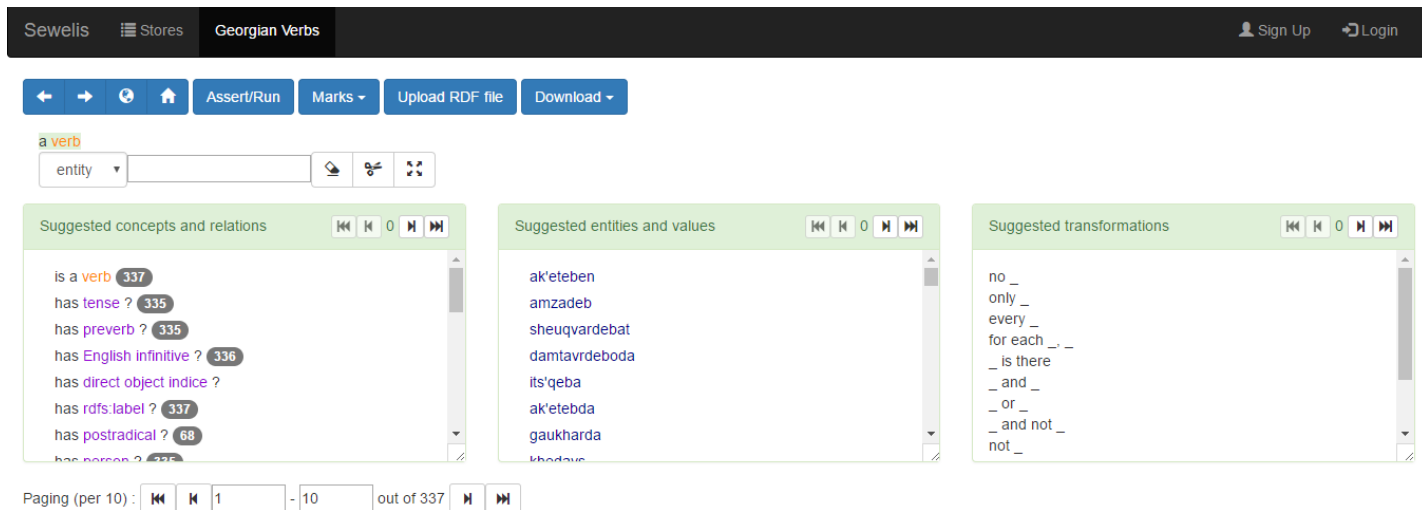 Sewelis Stores Georgian Verbs Sign Up Login
Assert/Run Marks Upload RDF file Download
a verb
entity
Suggested concepts and relations 0
is a verb 337
has tense ? 335
has preverb ? 335
has English infinitive ? 336
has direct object indice ?
has rdfs:label ? 337
has postradical ? 68
has person ? 335
Suggested entities and values 0
ak'eteben
amzadeb
sheuqvardebat
damtavrdeboda
its'qeba
ak'etebda
gaukharda
khedavs
Suggested transformations 0
no _
only _
every _
for each _, _
_ is there
_ and _
_ or _
_ and not _
not _
Paging (per 10) : 1 - 10 out of 337